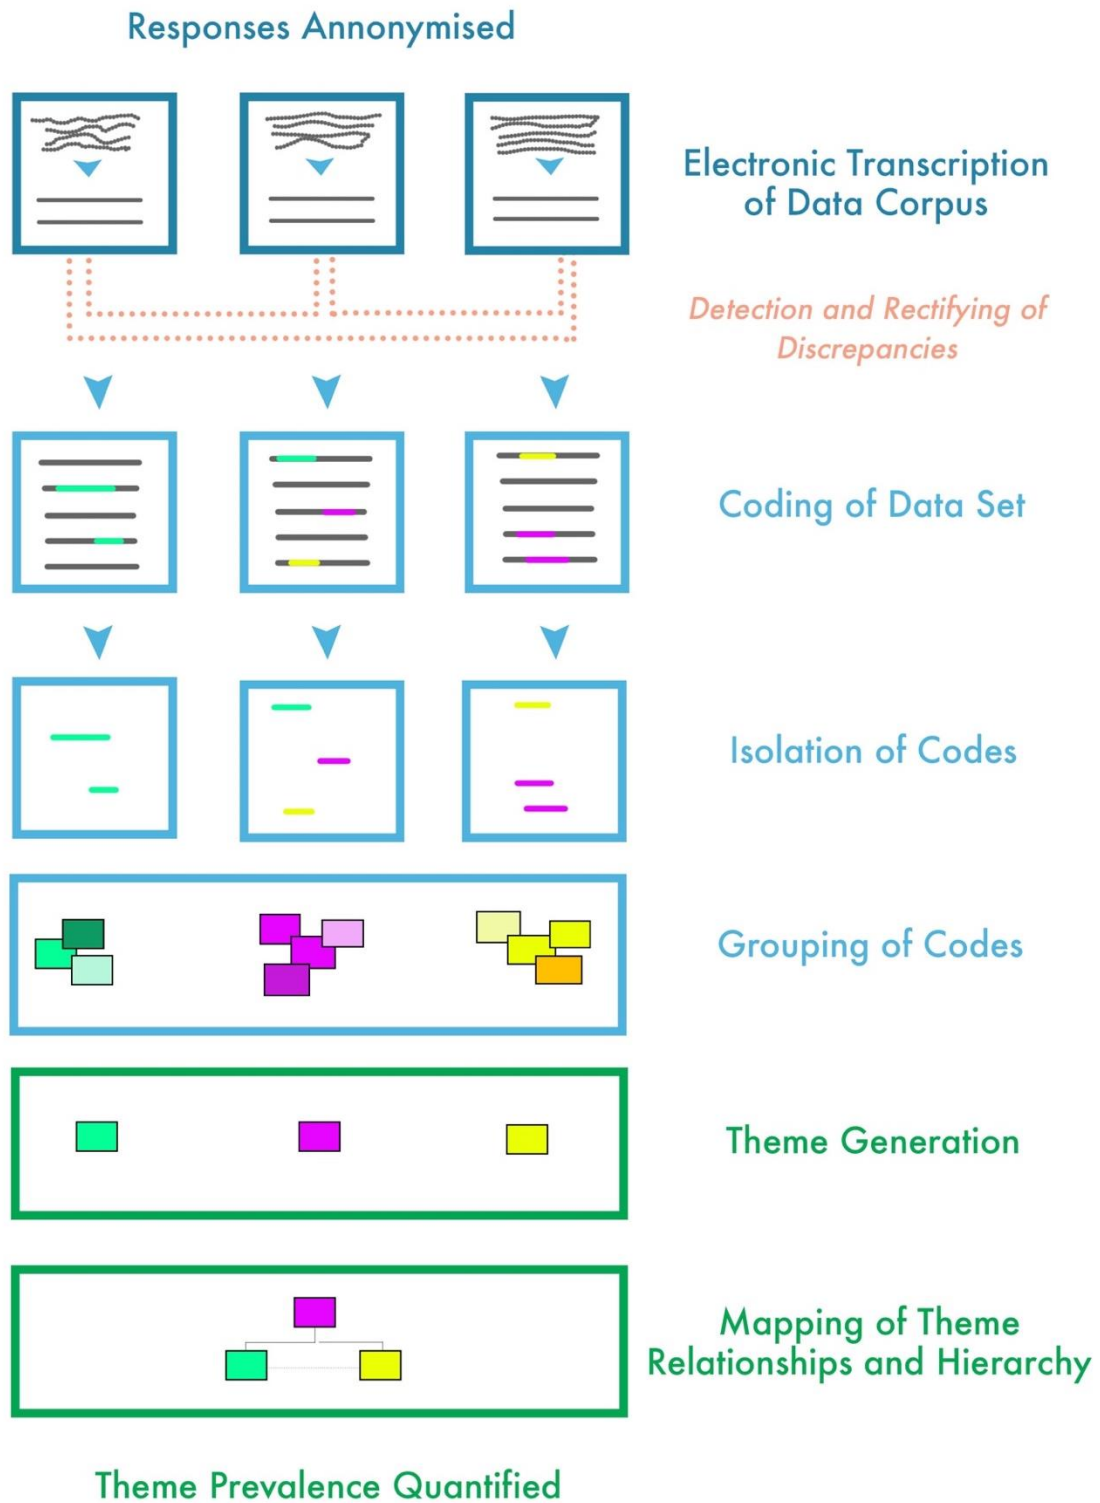 Responses Annonymised
Electronic Transcription
of Data Corpus
Detection and Rectifying of
Discrepancies
Coding of Data Set
Isolation of Codes
Grouping of Codes
Theme Generation
Mapping of Theme
Relationships and Hierarchy
Theme Prevalence Quantified